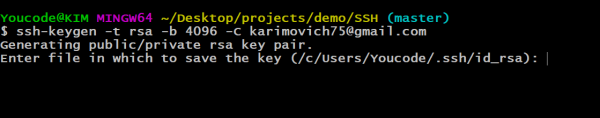 Youcode@KIM MINGW64 ~/Desktop/projects/demo/SSH (master)
$ ssh-keygen -t rsa -b 4096 -C karimovich75@gmail.com
Generating public/private rsa key pair.
Enter file in which to save the key (/c/Users/Youcode/.ssh/id_rsa):